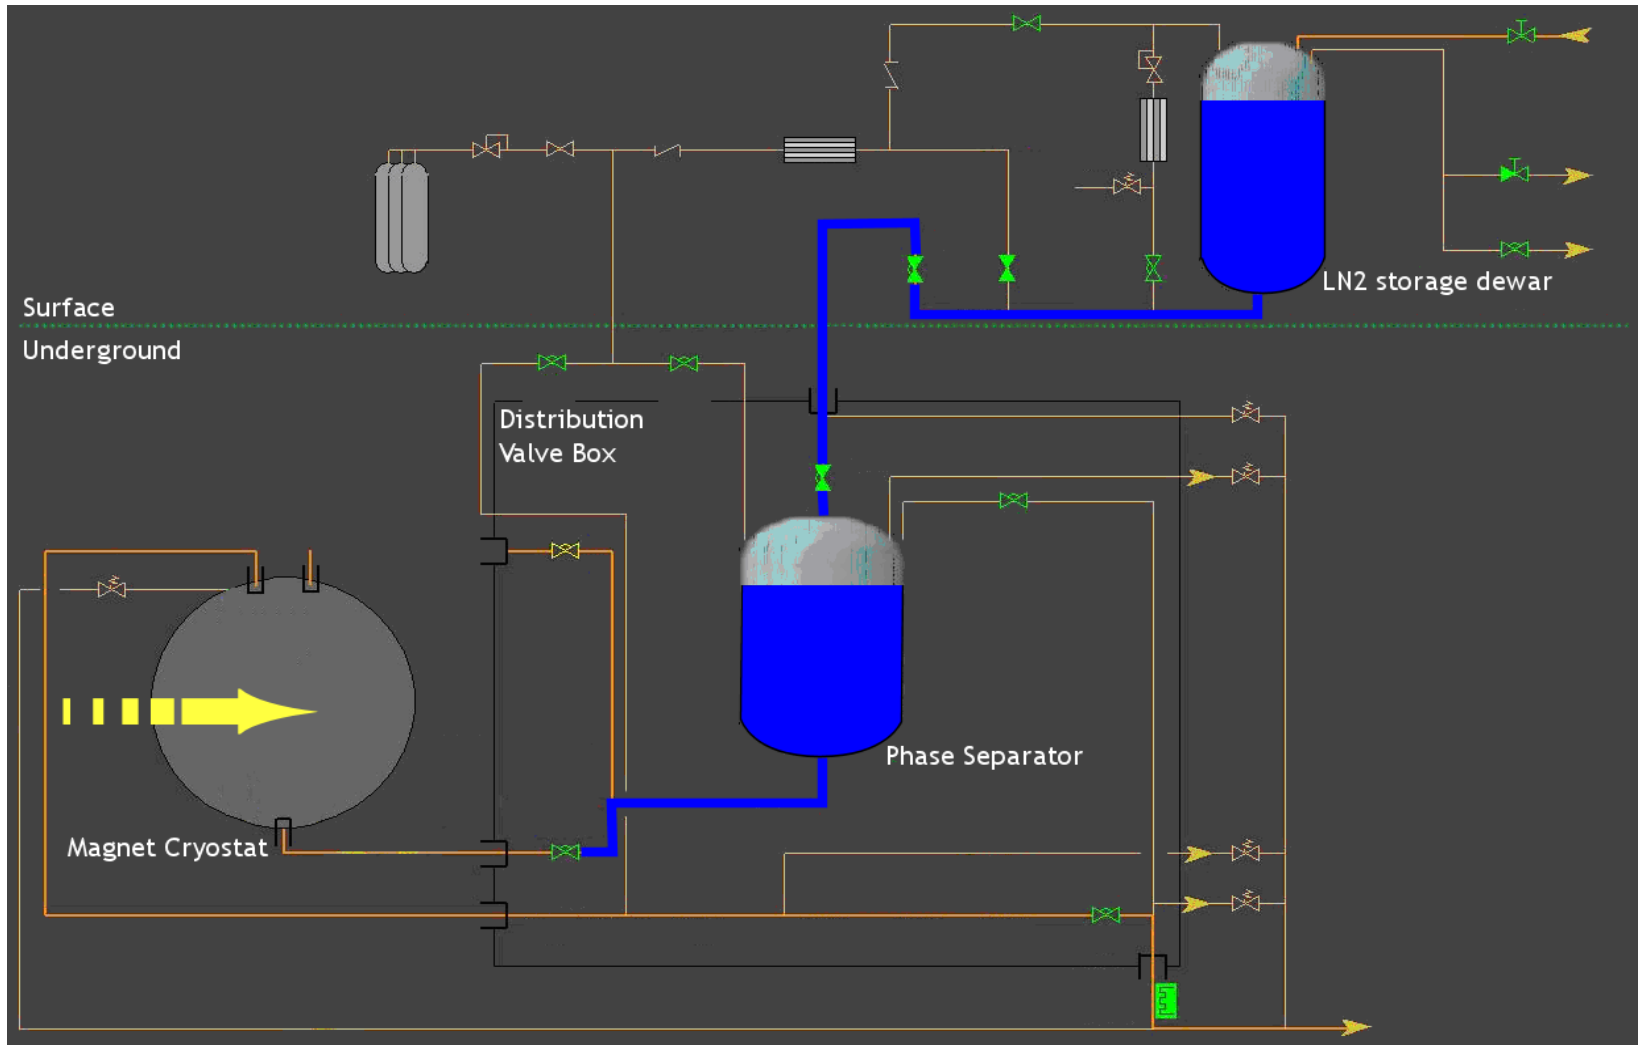 LN2 storage dewar
Surface
Underground
Distribution
Valve Box
Phase Separator
Magnet Cryostat